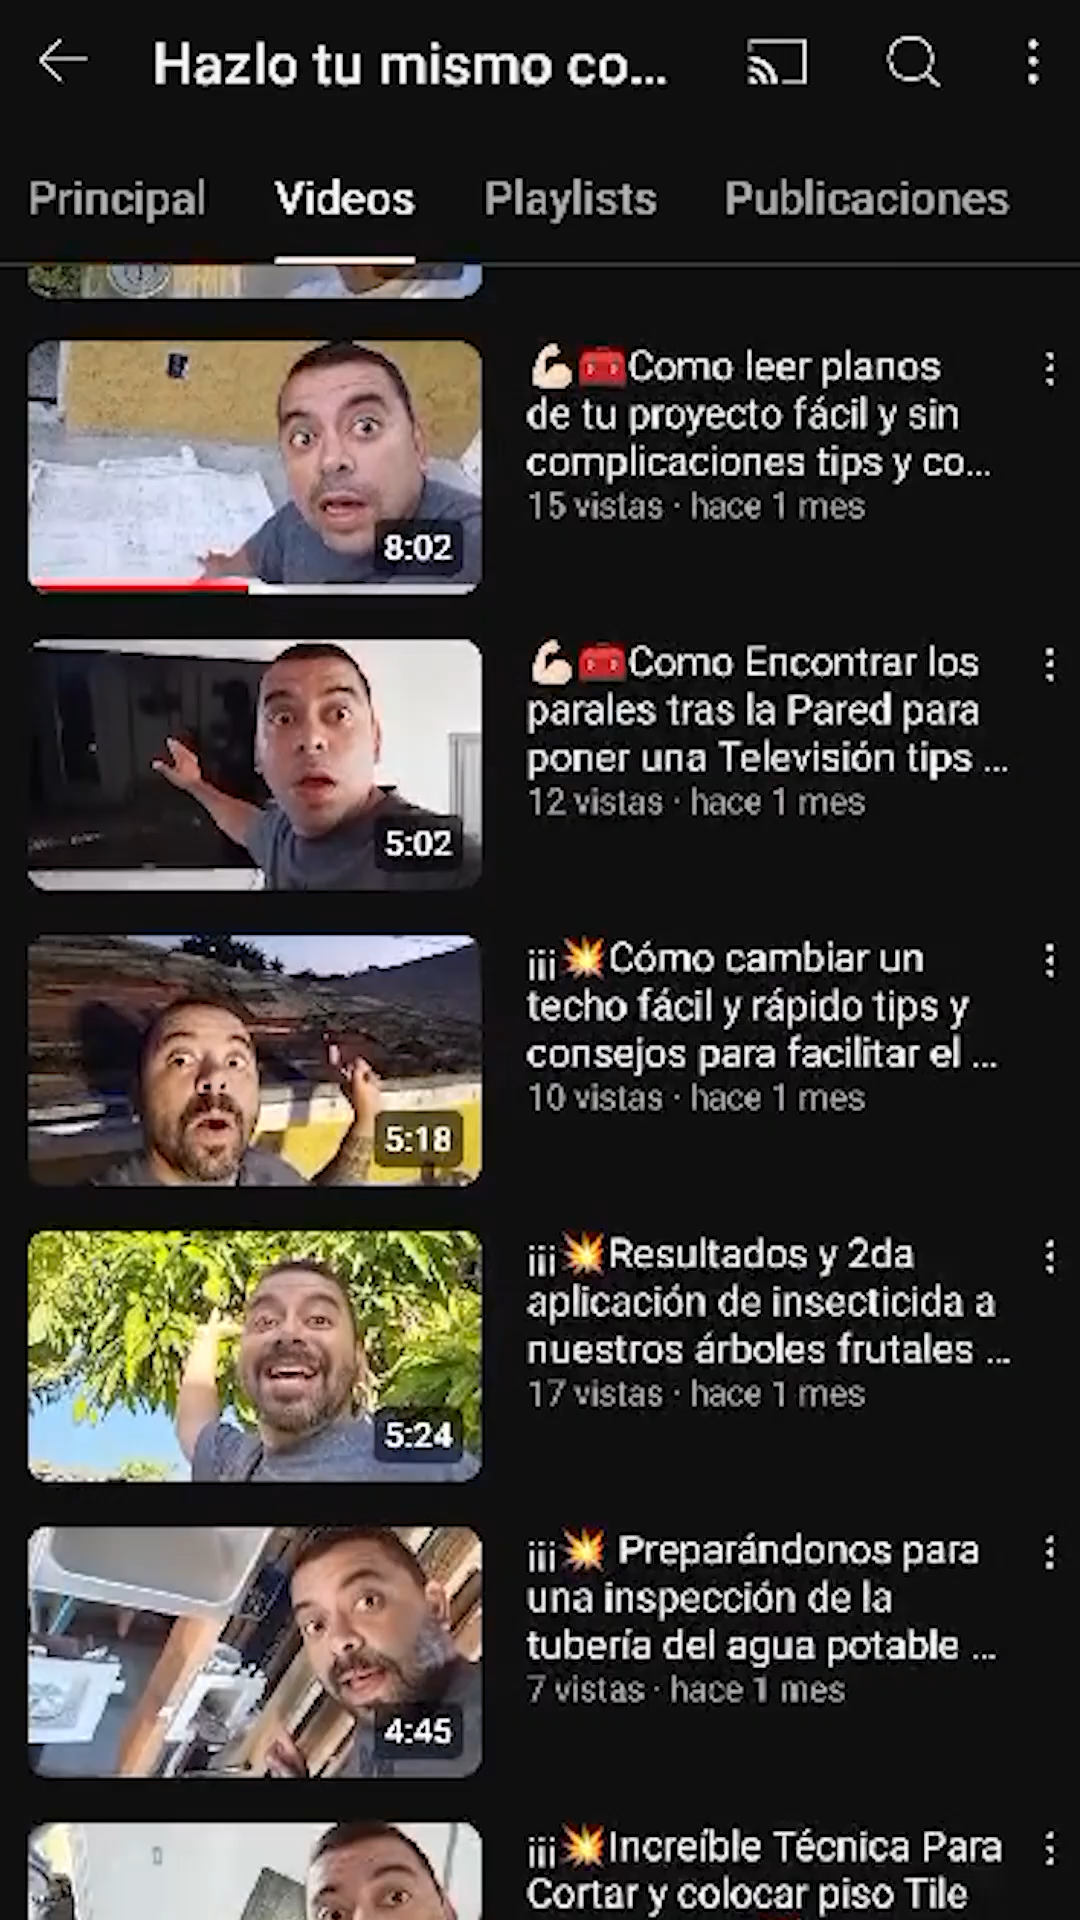 Hazlo tu mismo co...
Principal Videos Playlists Publicaciones
💪🏻🧰Como leer planos
de tu proyecto fácil y sin
complicaciones tips y co...
15 vistas · hace 1 mes
8:02
💪🏻🧰Como Encontrar los
parales tras la Pared para
poner una Televisión tips ...
12 vistas · hace 1 mes
5:02
¡¡¡💥Cómo cambiar un
techo fácil y rápido tips y
consejos para facilitar el ...
10 vistas · hace 1 mes
5:18
¡¡¡💥Resultados y 2da
aplicación de insecticida a
nuestros árboles frutales ...
17 vistas · hace 1 mes
5:24
¡¡¡💥 Preparándonos para
una inspección de la
tubería del agua potable ...
7 vistas · hace 1 mes
4:45
¡¡¡💥Increíble Técnica Para
Cortar y colocar piso Tile